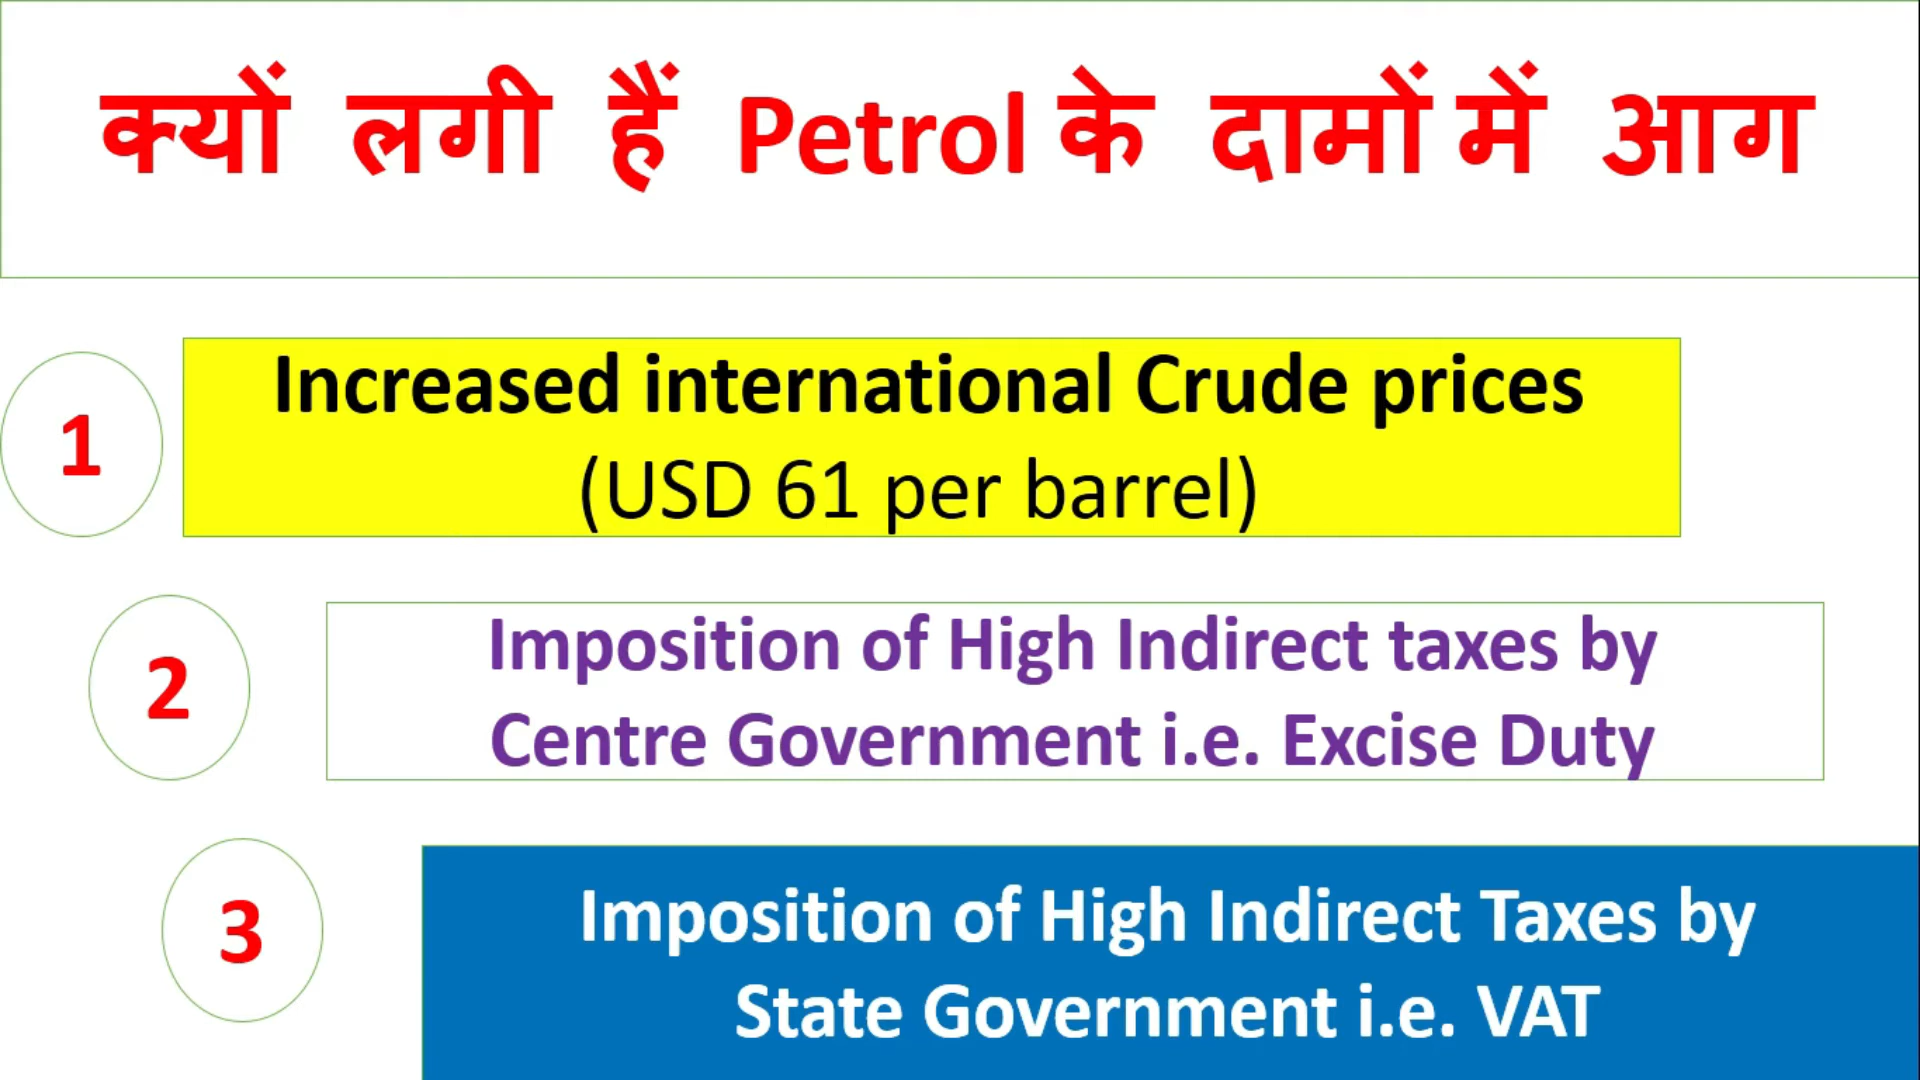 क्यों लगी हैं Petrol के दामों में आग
1
Increased international Crude prices
(USD 61 per barrel)
2
Imposition of High Indirect taxes by
Centre Government i.e. Excise Duty
3
Imposition of High Indirect Taxes by
State Government i.e. VAT